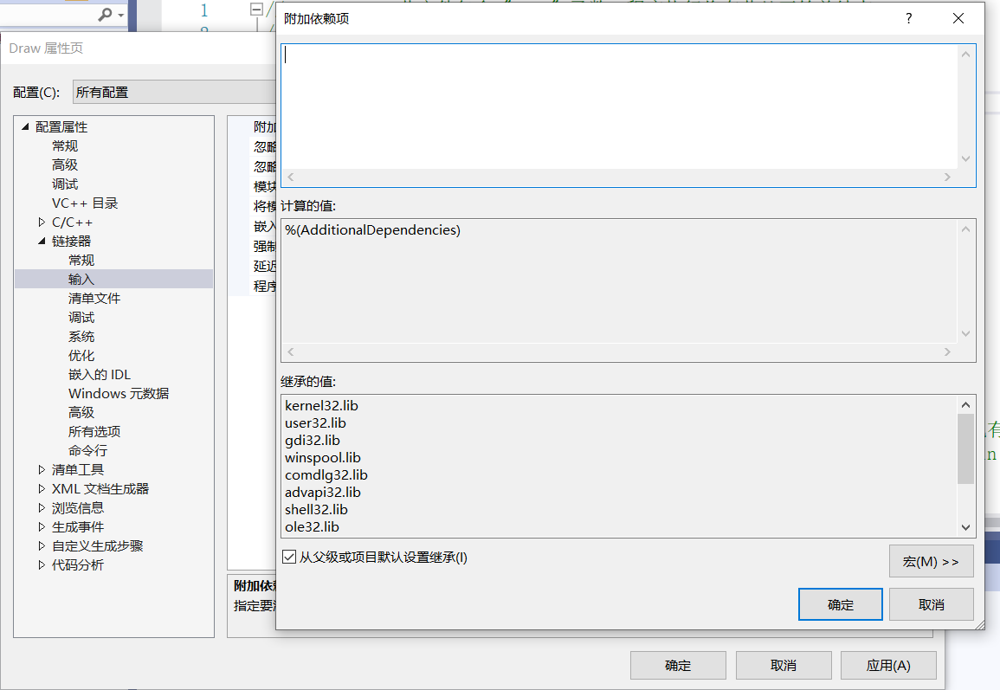 1
附加依赖项
?
Draw 属性页
配置(C):
所有配置
配置属性
常规
高级
调试
VC++ 目录
C/C++
链接器
常规
输入
清单文件
调试
系统
优化
嵌入的 IDL
Windows 元数据
高级
所有选项
命令行
清单工具
XML 文档生成器
浏览信息
生成事件
自定义生成步骤
代码分析
附加
忽略
忽略
模块
将模
嵌入
强制
延迟
程序
附加依
指定要
计算的值:
%(AdditionalDependencies)
继承的值:
kernel32.lib
user32.lib
gdi32.lib
winspool.lib
comdlg32.lib
advapi32.lib
shell32.lib
ole32.lib
从父级或项目默认设置继承(I)
宏(M) >>
确定
取消
确定
取消
应用(A)
有
in